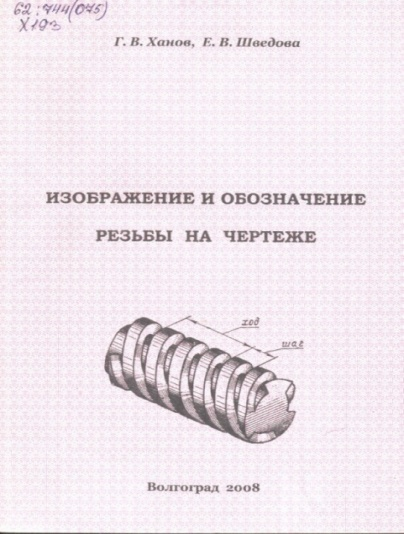 62:744(075)
Х193
Г. В. Ханов, Е. В. Шведова
ИЗОБРАЖЕНИЕ И ОБОЗНАЧЕНИЕ
РЕЗЬБЫ НА ЧЕРТЕЖЕ
ход
шаг
Волгоград 2008